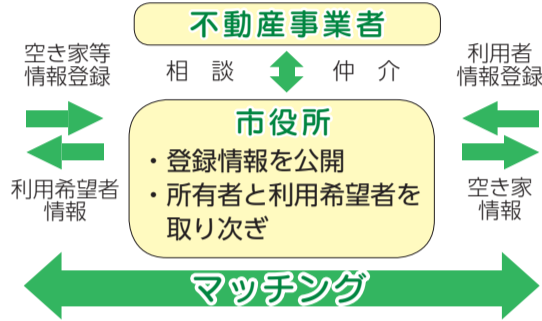 不動産事業者
空き家等
情報登録
相談
仲介
利用者
情報登録
市役所
・登録情報を公開
・所有者と利用希望者を
取り次ぎ
利用希望者
情報
空き家
情報
マッチング